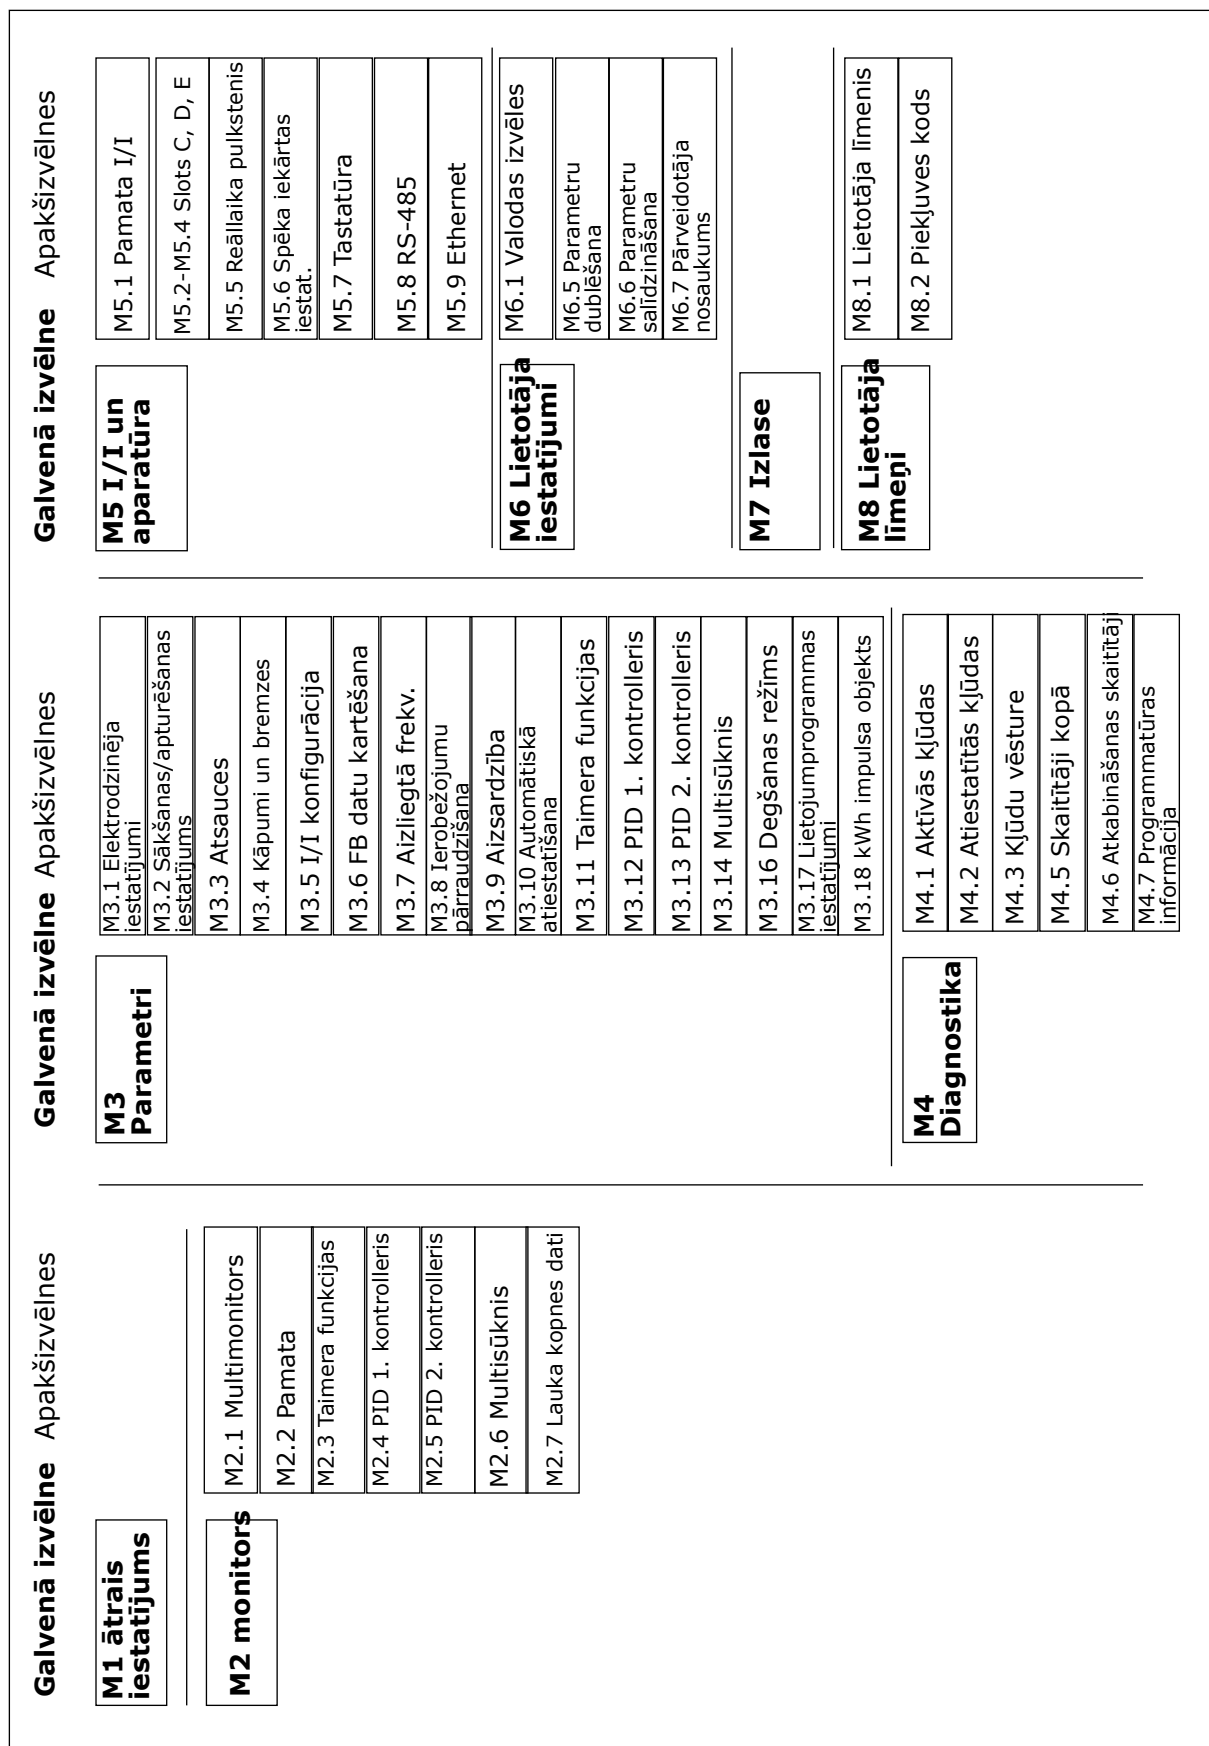 Galvenā izvēlne Apakšizvēlnes
M1 ātrais
iestatījums
M2 monitors
M2.1 Multimonitors
M2.2 Pamata
M2.3 Taimera funkcijas
M2.4 PID 1. kontrolleris
M2.5 PID 2. kontrolleris
M2.6 Multisūknis
M2.7 Lauka kopnes dati
Galvenā izvēlne Apakšizvēlnes
M3
Parametri
M3.1 Elektrodzinēja
iestatījumi
M3.2 Sākšanas/apturēšanas
iestatījums
M3.3 Atsauces
M3.4 Kāpumi un bremzes
M3.5 I/I konfigurācija
M3.6 FB datu kartēšana
M3.7 Aizliegtā frekv.
M3.8 Ierobežojumu
pārraudzīšana
M3.9 Aizsardzība
M3.10 Automātiskā
atiestatīšana
M3.11 Taimera funkcijas
M3.12 PID 1. kontrolleris
M3.13 PID 2. kontrolleris
M3.14 Multisūknis
M3.16 Degšanas režīms
M3.17 Lietojumprogrammas
iestatījumi
M3.18 kWh impulsa objekts
M4
Diagnostika
M4.1 Aktīvās kļūdas
M4.2 Atiestatītās kļūdas
M4.3 Kļūdu vēsture
M4.5 Skaitītāji kopā
M4.6 Atkabināšanas skaitītāji
M4.7 Programmatūras
informācija
Galvenā izvēlne Apakšizvēlnes
M5 I/I un
aparatūra
M5.1 Pamata I/I
M5.2-M5.4 Slots C, D, E
M5.5 Reāllaika pulkstenis
M5.6 Spēka iekārtas
iestat.
M5.7 Tastatūra
M5.8 RS-485
M5.9 Ethernet
M6 Lietotāja
iestatījumi
M6.1 Valodas izvēles
M6.5 Parametru
dublēšana
M6.6 Parametru
salīdzināšana
M6.7 Pārveidotāja
nosaukums
M7 Izlase
M8 Lietotāja
līmeņi
M8.1 Lietotāja līmenis
M8.2 Piekļuves kods